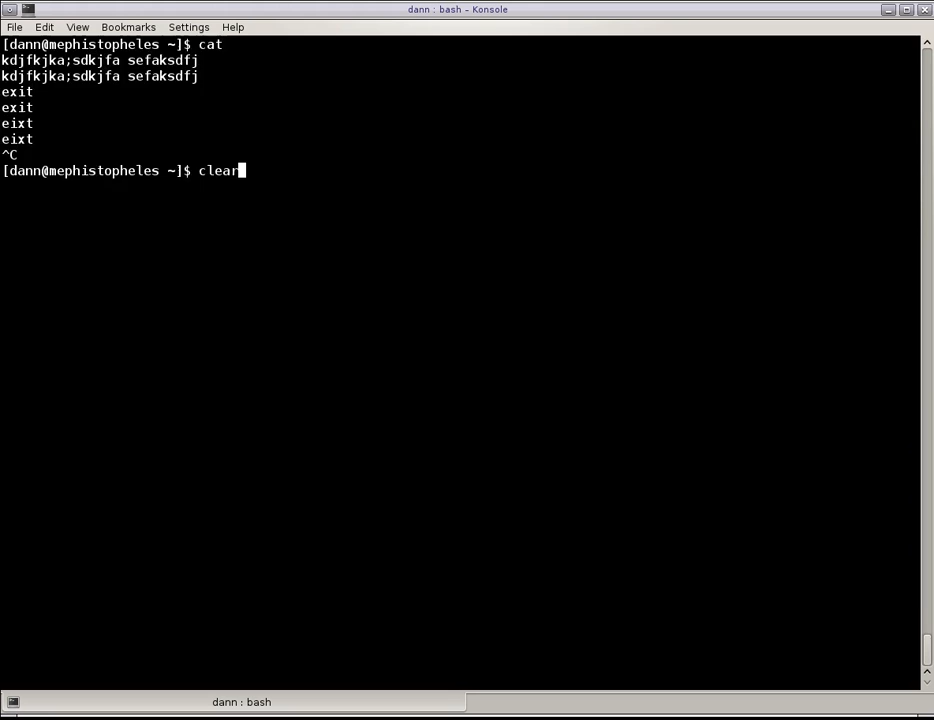 dann : bash - Konsole
File Edit View Bookmarks Settings Help
[dann@mephistopheles ~]$ cat
kdjfkjka;sdkjfa sefaksdfj
kdjfkjka;sdkjfa sefaksdfj
exit
exit
eixt
eixt
^C
[dann@mephistopheles ~]$ clear
dann : bash